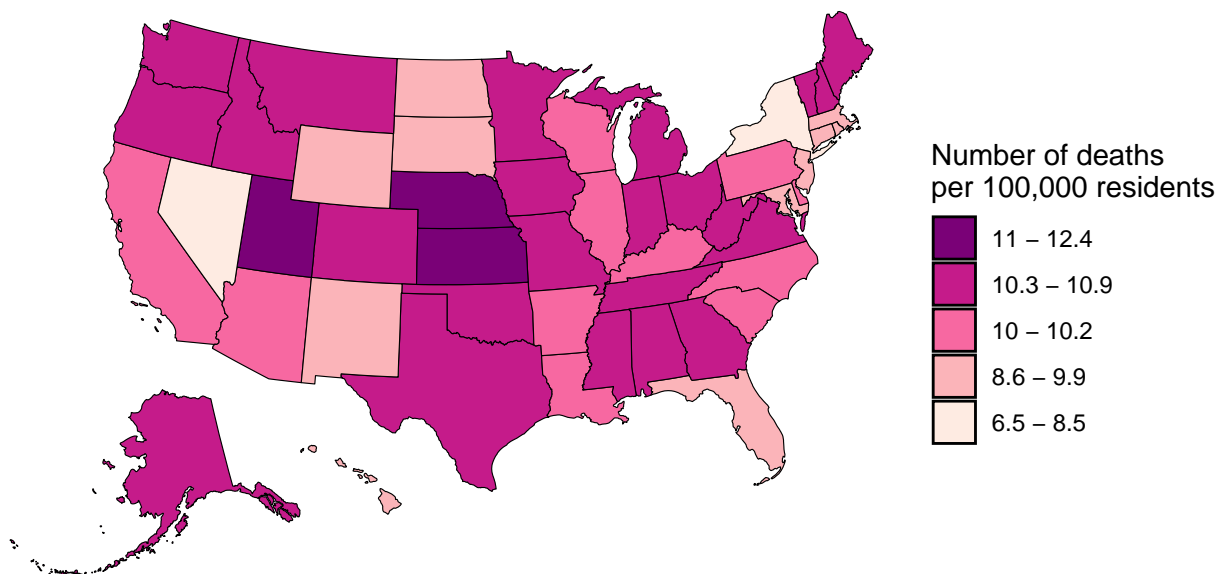 Number of deaths
per 100,000 residents
11 – 12.4
10.3 – 10.9
10 – 10.2
8.6 – 9.9
6.5 – 8.5